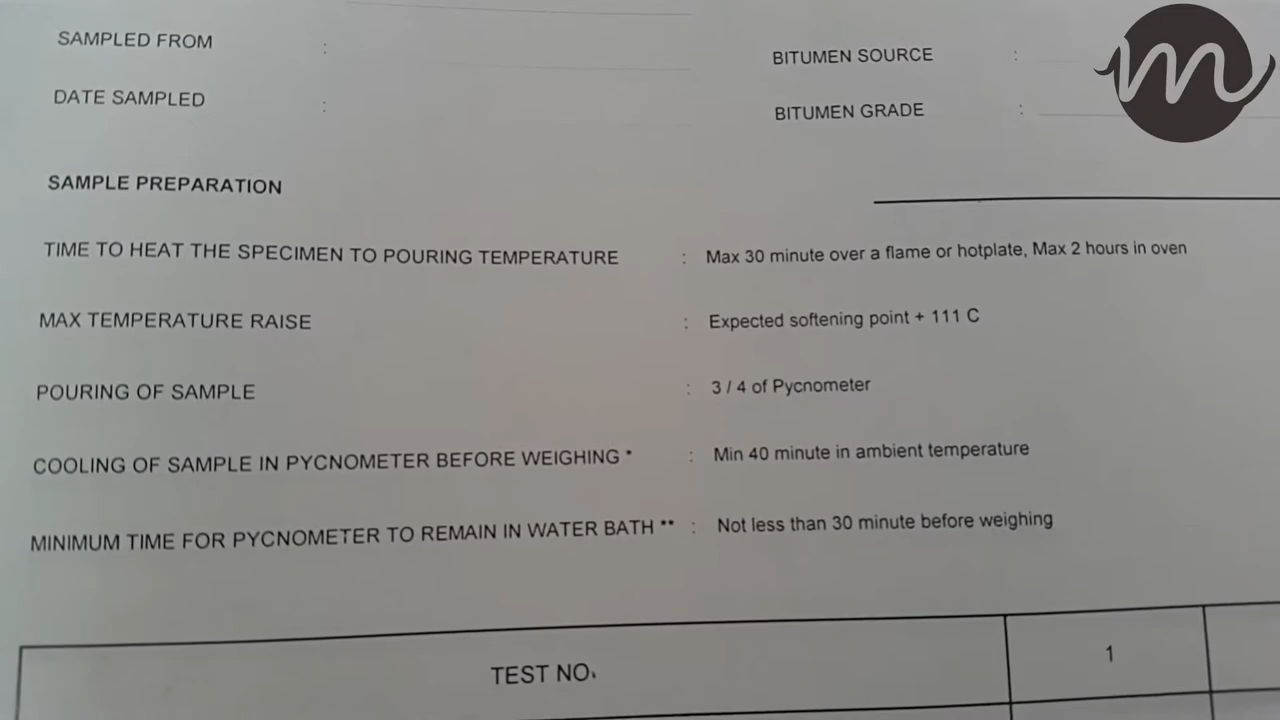 SAMPLED FROM :
BITUMEN SOURCE :
DATE SAMPLED :
BITUMEN GRADE :
SAMPLE PREPARATION
TIME TO HEAT THE SPECIMEN TO POURING TEMPERATURE : Max 30 minute over a flame or hotplate, Max 2 hours in oven
MAX TEMPERATURE RAISE : Expected softening point + 111 C
POURING OF SAMPLE : 3 / 4 of Pycnometer
COOLING OF SAMPLE IN PYCNOMETER BEFORE WEIGHING * : Min 40 minute in ambient temperature
MINIMUM TIME FOR PYCNOMETER TO REMAIN IN WATER BATH ** : Not less than 30 minute before weighing
TEST NO. 1
m